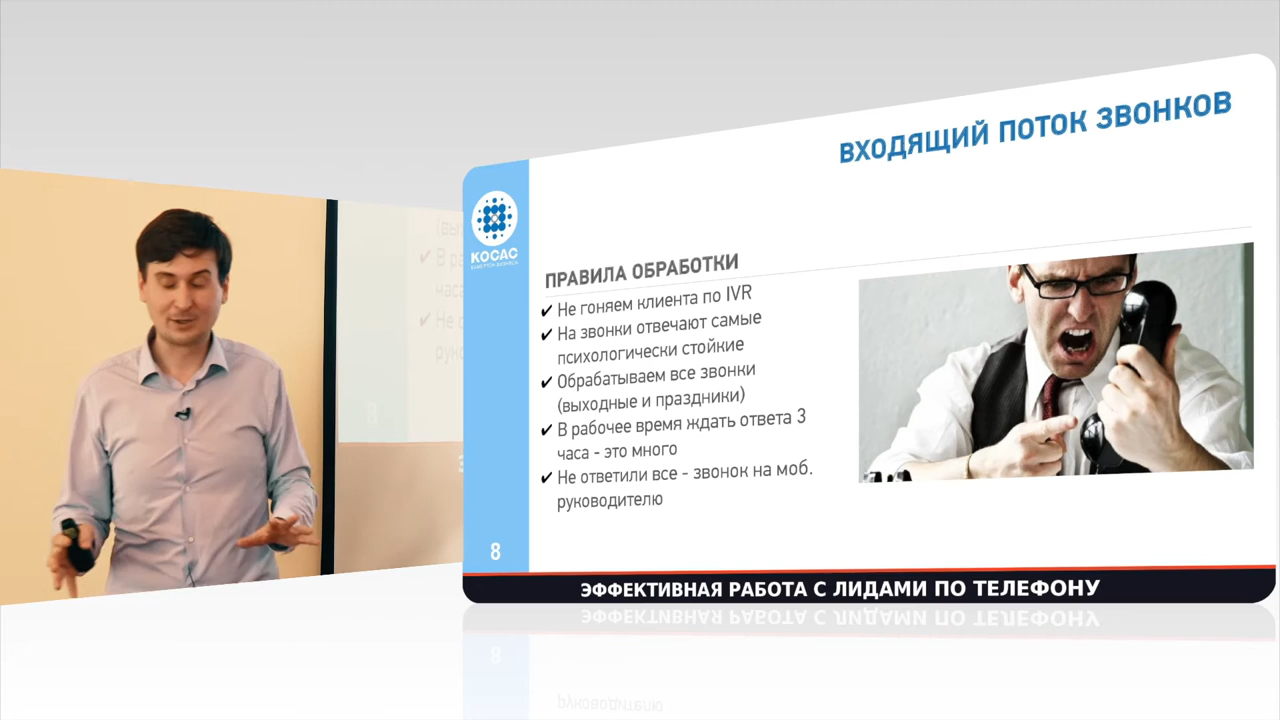 ВХОДЯЩИЙ ПОТОК ЗВОНКОВ
КОСАС
ПРАВИЛА ОБРАБОТКИ
✔ Не гоняем клиента по IVR
✔ На звонки отвечают самые
психологически стойкие
✔ Обрабатываем все звонки
(выходные и праздники)
✔ В рабочее время ждать ответа 3
часа - это много
✔ Не ответили все - звонок на моб.
руководителю
8
ЭФФЕКТИВНАЯ РАБОТА С ЛИДАМИ ПО ТЕЛЕФОНУ